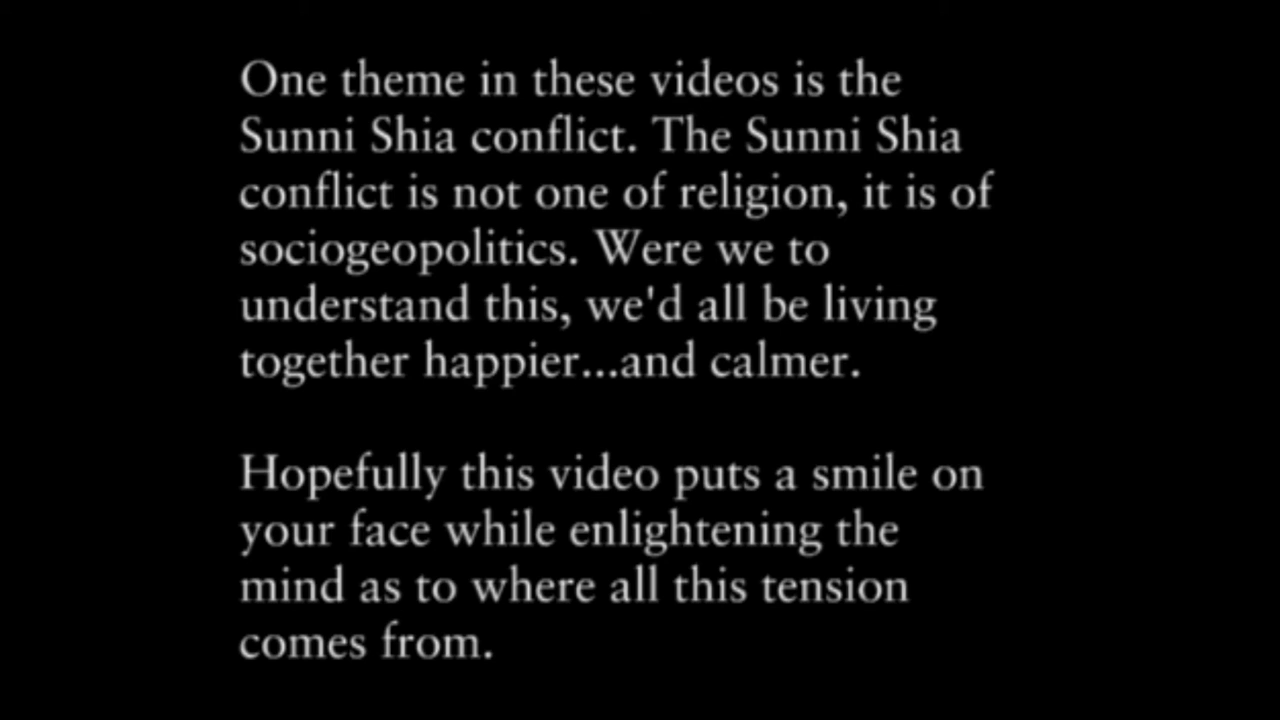 One theme in these videos is the
Sunni Shia conflict. The Sunni Shia
conflict is not one of religion, it is of
sociogeopolitics. Were we to
understand this, we'd all be living
together happier...and calmer.
Hopefully this video puts a smile on
your face while enlightening the
mind as to where all this tension
comes from.